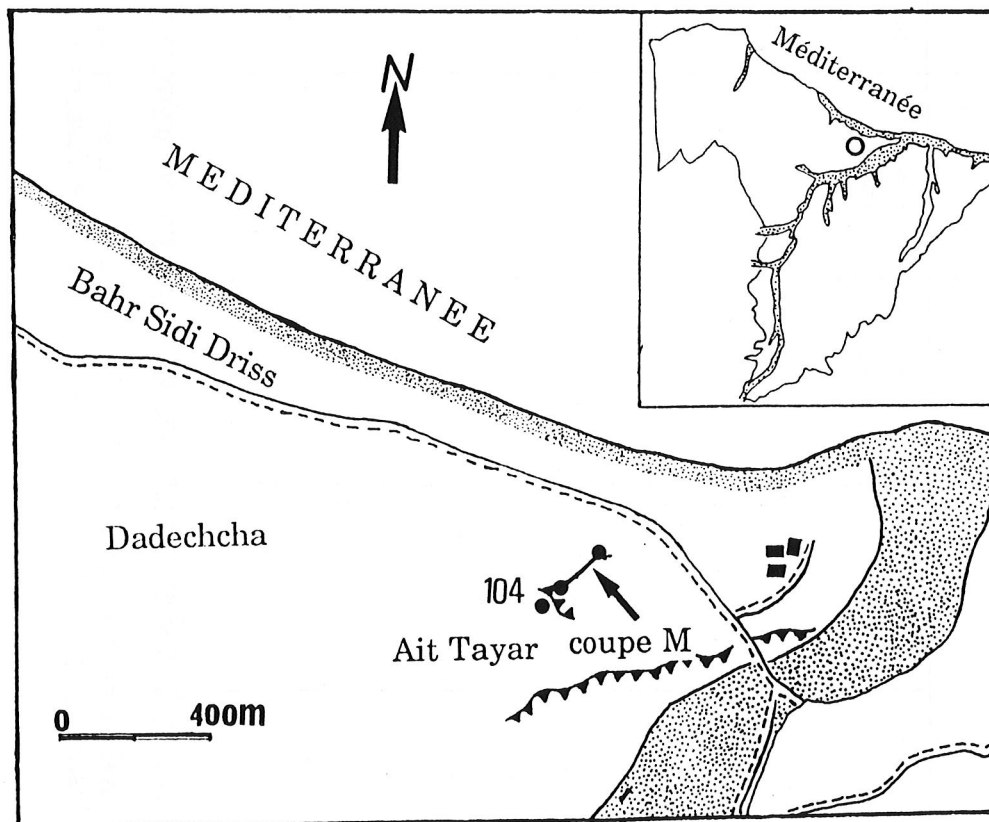 N
Méditerranée
MEDITERRANEE
Bahr Sidi Driss
Dadechcha
104
Ait Tayar
coupe M
0 400m